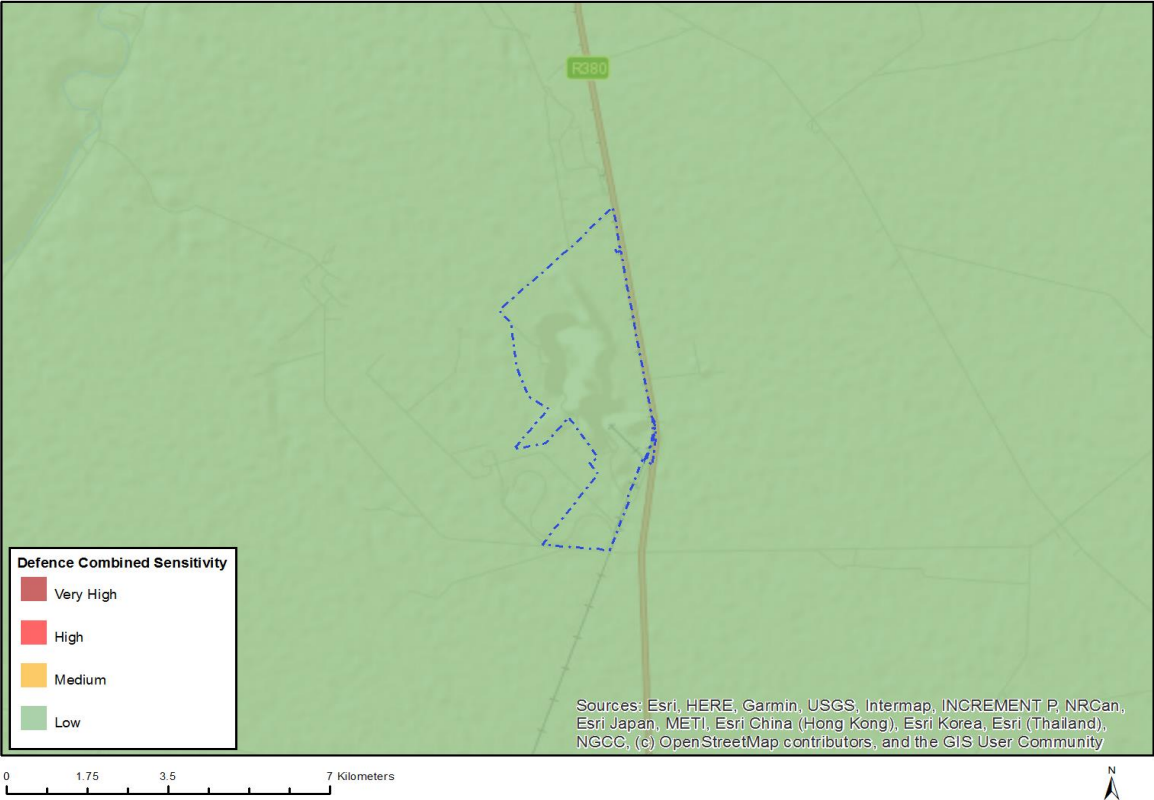 R380
Defence Combined Sensitivity
Very High
High
Medium
Low
Sources: Esri, HERE, Garmin, USGS, Intermap, INCREMENT P, NRCan,
Esri Japan, METI, Esri China (Hong Kong), Esri Korea, Esri (Thailand),
NGCC, (c) OpenStreetMap contributors, and the GIS User Community
0 1.75 3.5 7 Kilometers
N